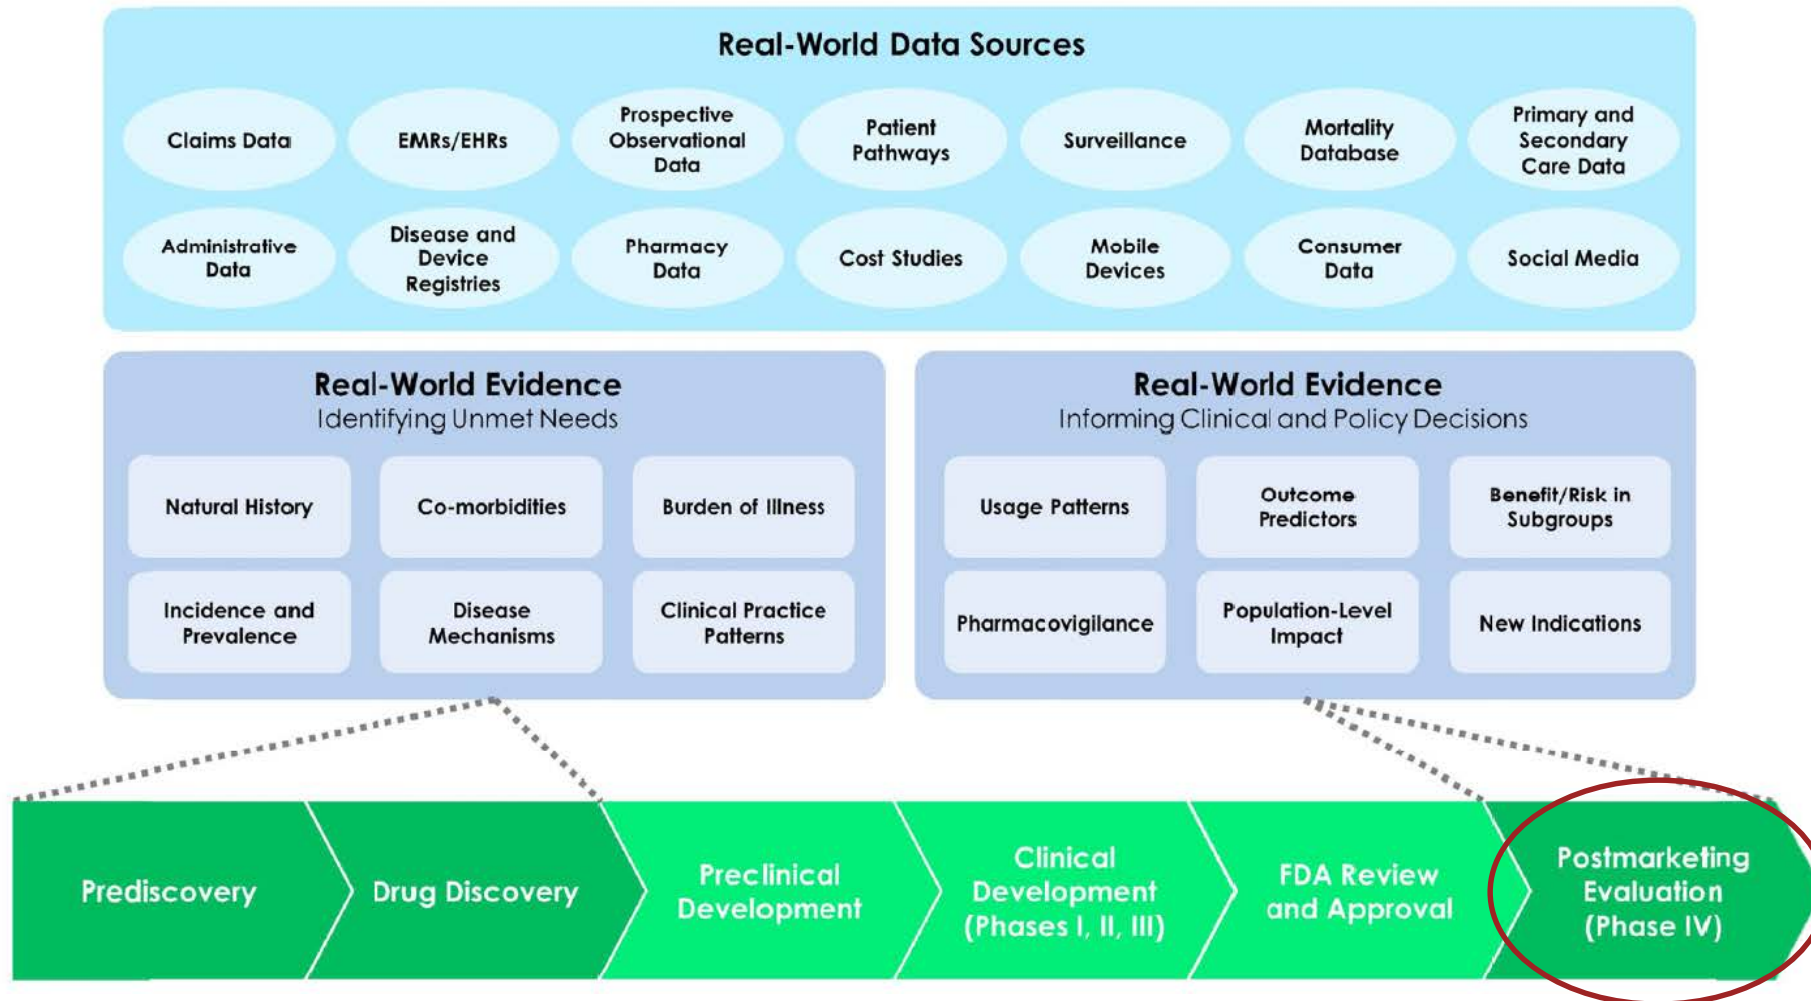 Real-World Data Sources
Claims Data
EMRs/EHRs
Prospective
Observational
Data
Patient
Pathways
Surveillance
Mortality
Database
Primary and
Secondary
Care Data
Administrative
Data
Disease and
Device
Registries
Pharmacy
Data
Cost Studies
Mobile
Devices
Consumer
Data
Social Media
Real-World Evidence
Identifying Unmet Needs
Natural History
Co-morbidities
Burden of Illness
Incidence and
Prevalence
Disease
Mechanisms
Clinical Practice
Patterns
Real-World Evidence
Informing Clinical and Policy Decisions
Usage Patterns
Outcome
Predictors
Benefit/Risk in
Subgroups
Pharmacovigilance
Population-Level
Impact
New Indications
Prediscovery
Drug Discovery
Preclinical
Development
Clinical
Development
(Phases I, II, III)
FDA Review
and Approval
Postmarketing
Evaluation
(Phase IV)